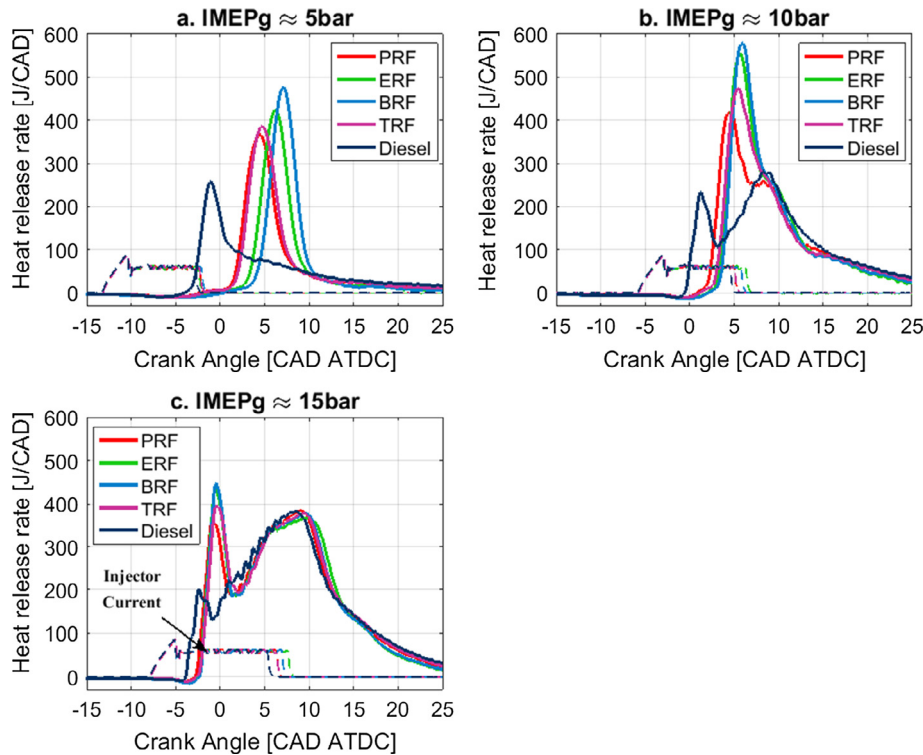 a. IMEPg ≈ 5bar
600
500
400
300
200
100
0
Heat release rate [J/CAD]
PRF
ERF
BRF
TRF
Diesel
-15 -10 -5 0 5 10 15 20 25
Crank Angle [CAD ATDC]
b. IMEPg ≈ 10bar
600
500
400
300
200
100
0
Heat release rate [J/CAD]
PRF
ERF
BRF
TRF
Diesel
-15 -10 -5 0 5 10 15 20 25
Crank Angle [CAD ATDC]
c. IMEPg ≈ 15bar
600
500
400
300
200
100
0
Heat release rate [J/CAD]
PRF
ERF
BRF
TRF
Diesel
Injector
Current
-15 -10 -5 0 5 10 15 20 25
Crank Angle [CAD ATDC]